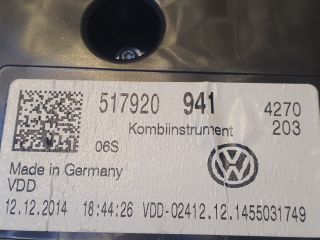 517920 941 4270
Kombiinstrument 203
06S
Made in Germany
VDD
12.12.2014 18:44:26 VDD-02412.12.1455031749